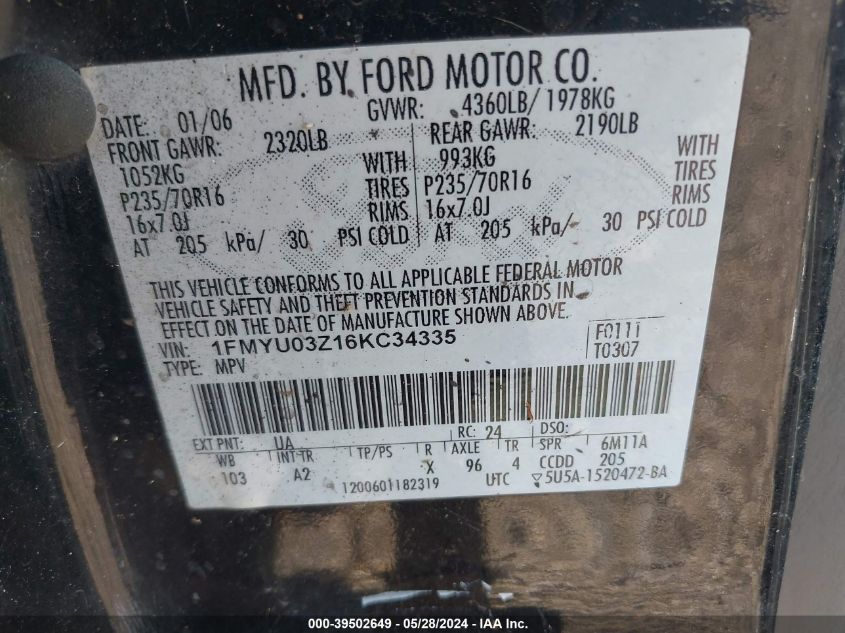 MFD. BY FORD MOTOR CO.
DATE: 01/06 GVWR: 4360LB/ 1978KG
FRONT GAWR: 2320LB REAR GAWR: 2190LB
1052KG WITH 993KG WITH
P235/70R16 TIRES P235/70R16 TIRES
16x7.0J RIMS 16x7.0J RIMS
AT 205 kPa/ 30 PSI COLD AT 205 kPa/ 30 PSI COLD
THIS VEHICLE CONFORMS TO ALL APPLICABLE FEDERAL MOTOR
VEHICLE SAFETY AND THEFT PREVENTION STANDARDS IN
EFFECT ON THE DATE OF MANUFACTURE SHOWN ABOVE.
VIN: 1FMYU03Z16KC34335 F0111
TYPE: MPV T0307
EXT PNT: UA RC: 24 DSO:
WB INT TR TP/PS R AXLE TR SPR 6M11A
103 A2 X 96 4 CCDD 205
1200601182319 UTC ▽5U5A-1520472-BA
000-39502649 - 05/28/2024 - IAA Inc.